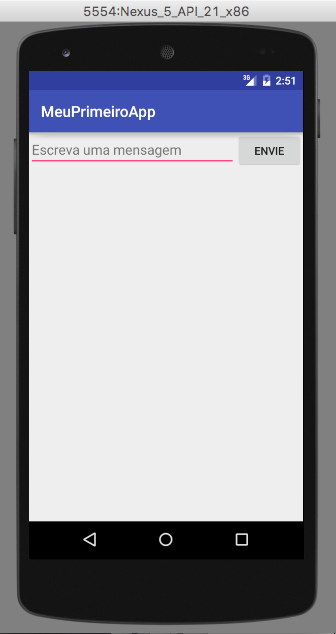 5554:Nexus_5_API_21_x86
3G 2:51
MeuPrimeiroApp
Escreva uma mensagem ENVIE